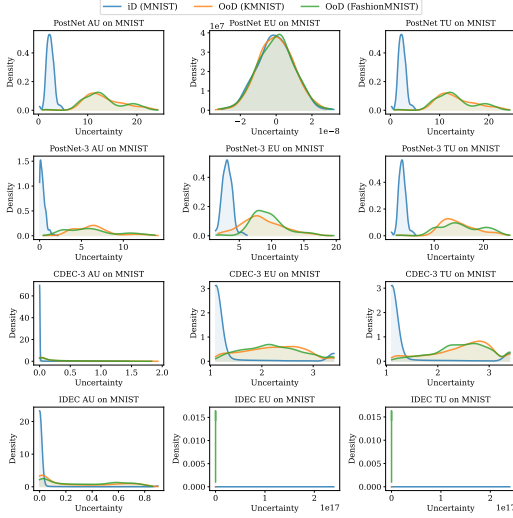 iD (MNIST) OoD (KMNIST) OoD (FashionMNIST)
PostNet AU on MNIST
Density
0.4
0.2
0.0
0 10 20
Uncertainty
PostNet EU on MNIST
1e7
Density
4
3
2
1
0
−2 0 2
1e−8
Uncertainty
PostNet TU on MNIST
Density
0.4
0.2
0.0
0 10 20
Uncertainty
PostNet-3 AU on MNIST
Density
1.5
1.0
0.5
0.0
0 5 10
Uncertainty
PostNet-3 EU on MNIST
Density
0.4
0.2
0.0
5 10 15 20
Uncertainty
PostNet-3 TU on MNIST
Density
0.4
0.2
0.0
10 20
Uncertainty
CDEC-3 AU on MNIST
Density
60
40
20
0
0.0 0.5 1.0 1.5 2.0
Uncertainty
CDEC-3 EU on MNIST
Density
3
2
1
0
1 2 3
Uncertainty
CDEC-3 TU on MNIST
Density
3
2
1
0
1 2 3
Uncertainty
IDEC AU on MNIST
Density
20
10
0
0.0 0.2 0.4 0.6 0.8
Uncertainty
IDEC EU on MNIST
Density
0.015
0.010
0.005
0.000
0 1 2
1e17
Uncertainty
IDEC TU on MNIST
Density
0.015
0.010
0.005
0.000
0 1 2
1e17
Uncertainty